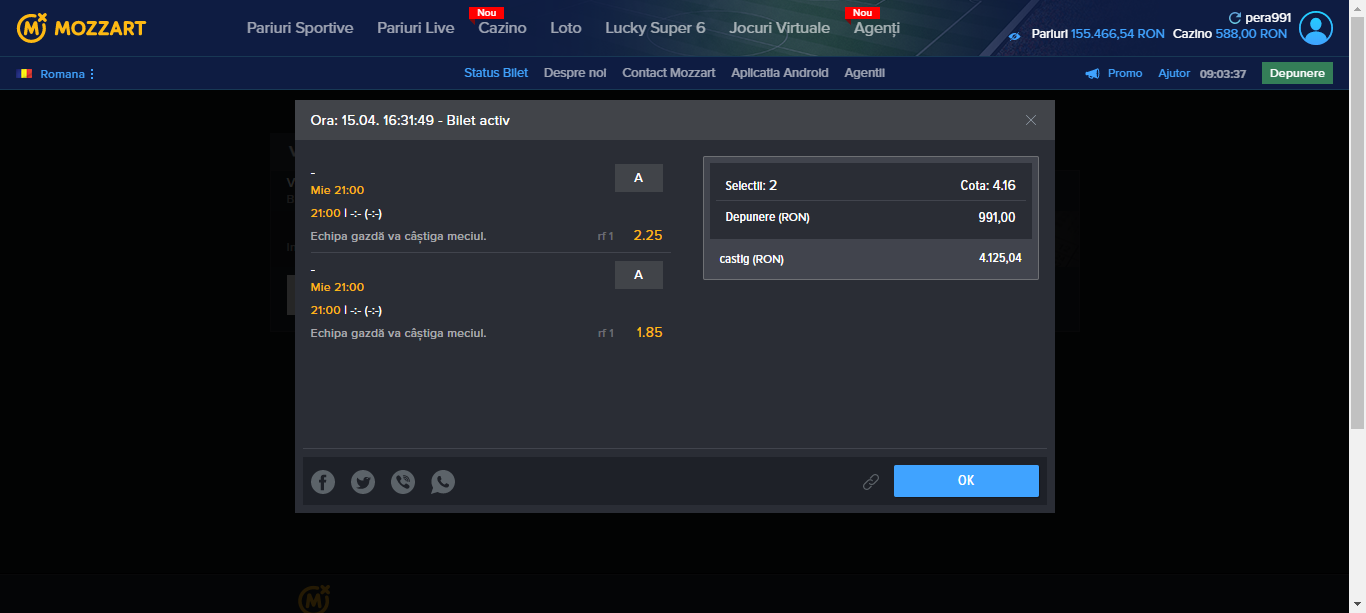 MOZZART
Pariuri Sportive
Pariuri Live
Nou
Cazino
Loto
Lucky Super 6
Jocuri Virtuale
Nou
Agenți
pera991
Pariuri 155.466,54 RON Cazino 588,00 RON
Romana
Status Bilet
Despre noi
Contact Mozzart
Aplicatia Android
Agentii
Promo
Ajutor
09:03:37
Depunere
Ora: 15.04. 16:31:49 - Bilet activ
-
A
Mie 21:00
21:00 | -:- (-:-)
Echipa gazdă va câștiga meciul. rf 1 2.25
-
A
Mie 21:00
21:00 | -:- (-:-)
Echipa gazdă va câștiga meciul. rf 1 1.85
Selectii: 2 Cota: 4.16
Depunere (RON) 991,00
castig (RON) 4.125,04
OK